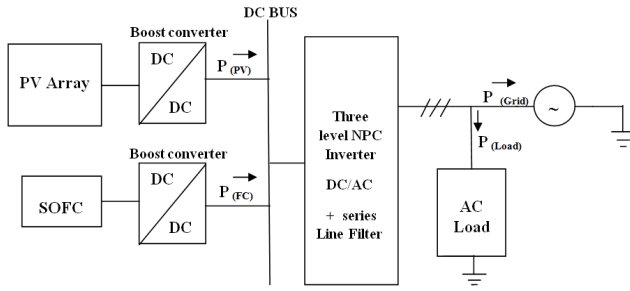 DC BUS
Boost converter
DC
DC
PV Array
P (PV)
Boost converter
DC
DC
SOFC
P (FC)
Three
level NPC
Inverter
DC/AC
+ series
Line Filter
P (Grid)
~
P (Load)
AC
Load